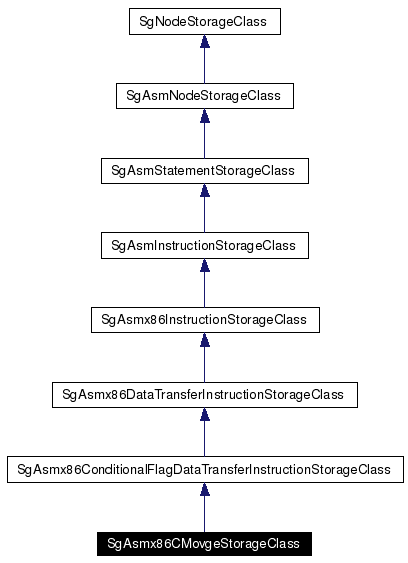 SgNodeStorageClass
SgAsmNodeStorageClass
SgAsmStatementStorageClass
SgAsmInstructionStorageClass
SgAsmx86InstructionStorageClass
SgAsmx86DataTransferInstructionStorageClass
SgAsmx86ConditionalFlagDataTransferInstructionStorageClass
SgAsmx86CMovgeStorageClass